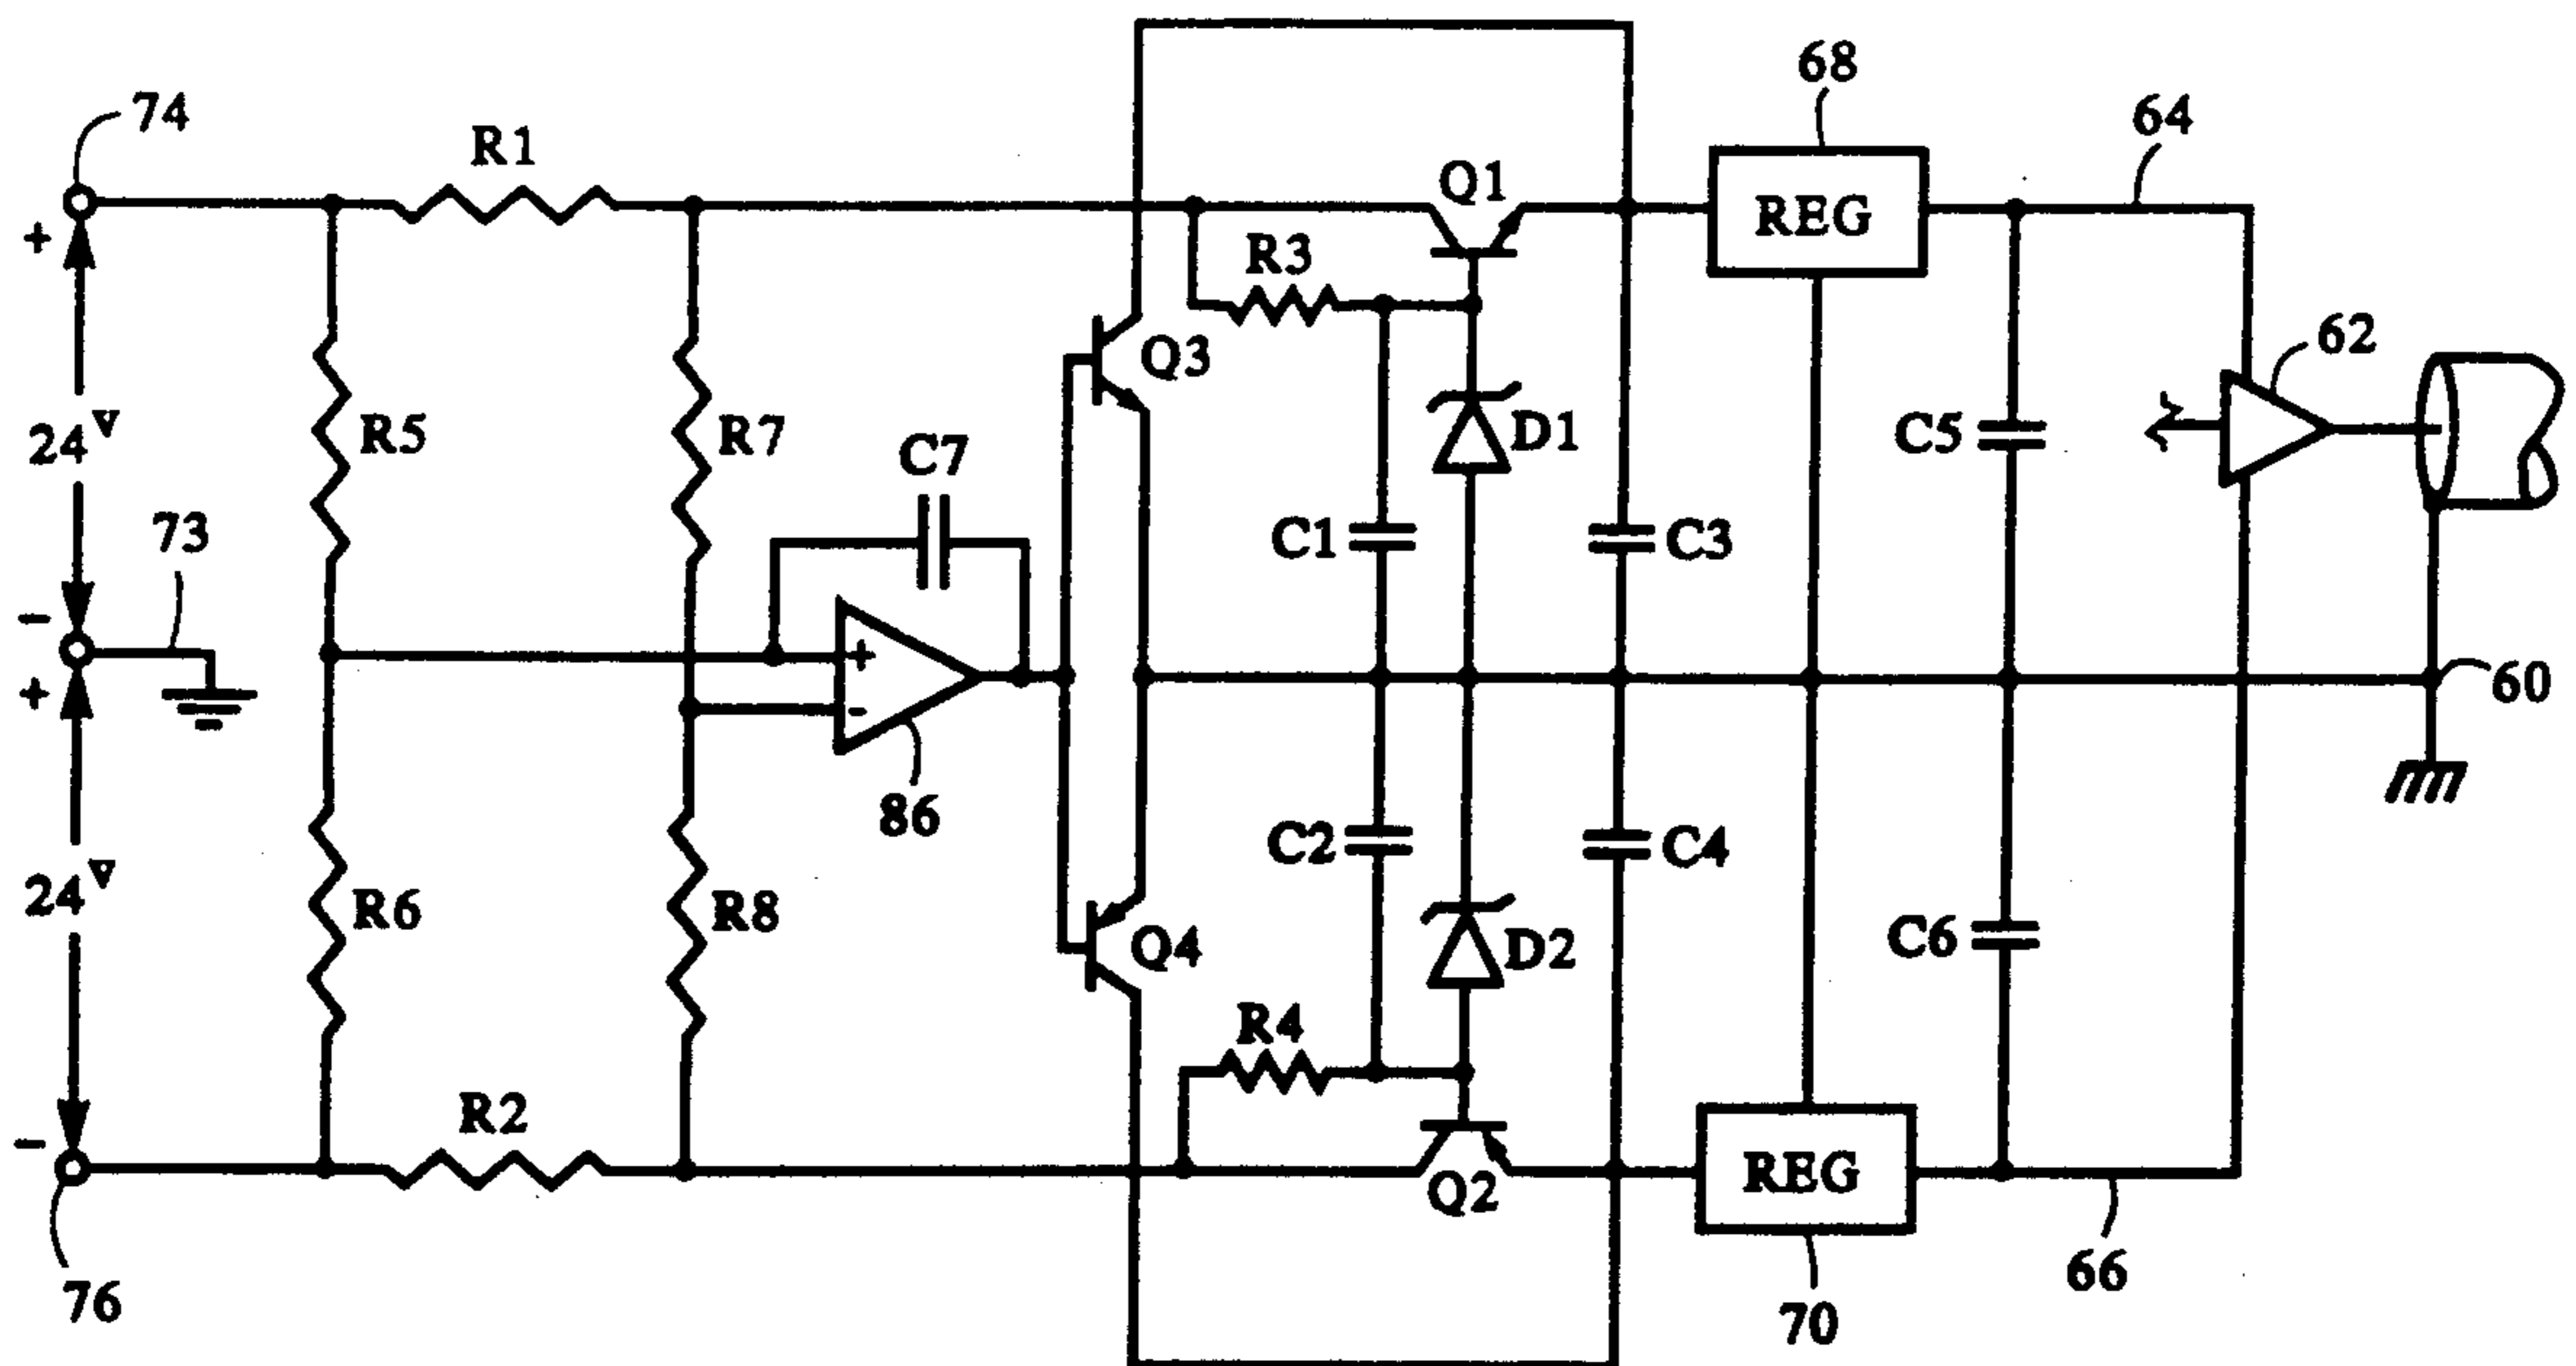 68
74
64
R1
Q1
+
REG
R3
62
Q3
24v
R5
R7
D1
C5
C7
73
C1
C3
-
+
+
-
60
86
C2
C4
24v
R6
R8
Q4
D2
C6
R4
R2
-
REG
Q2
76
66
70